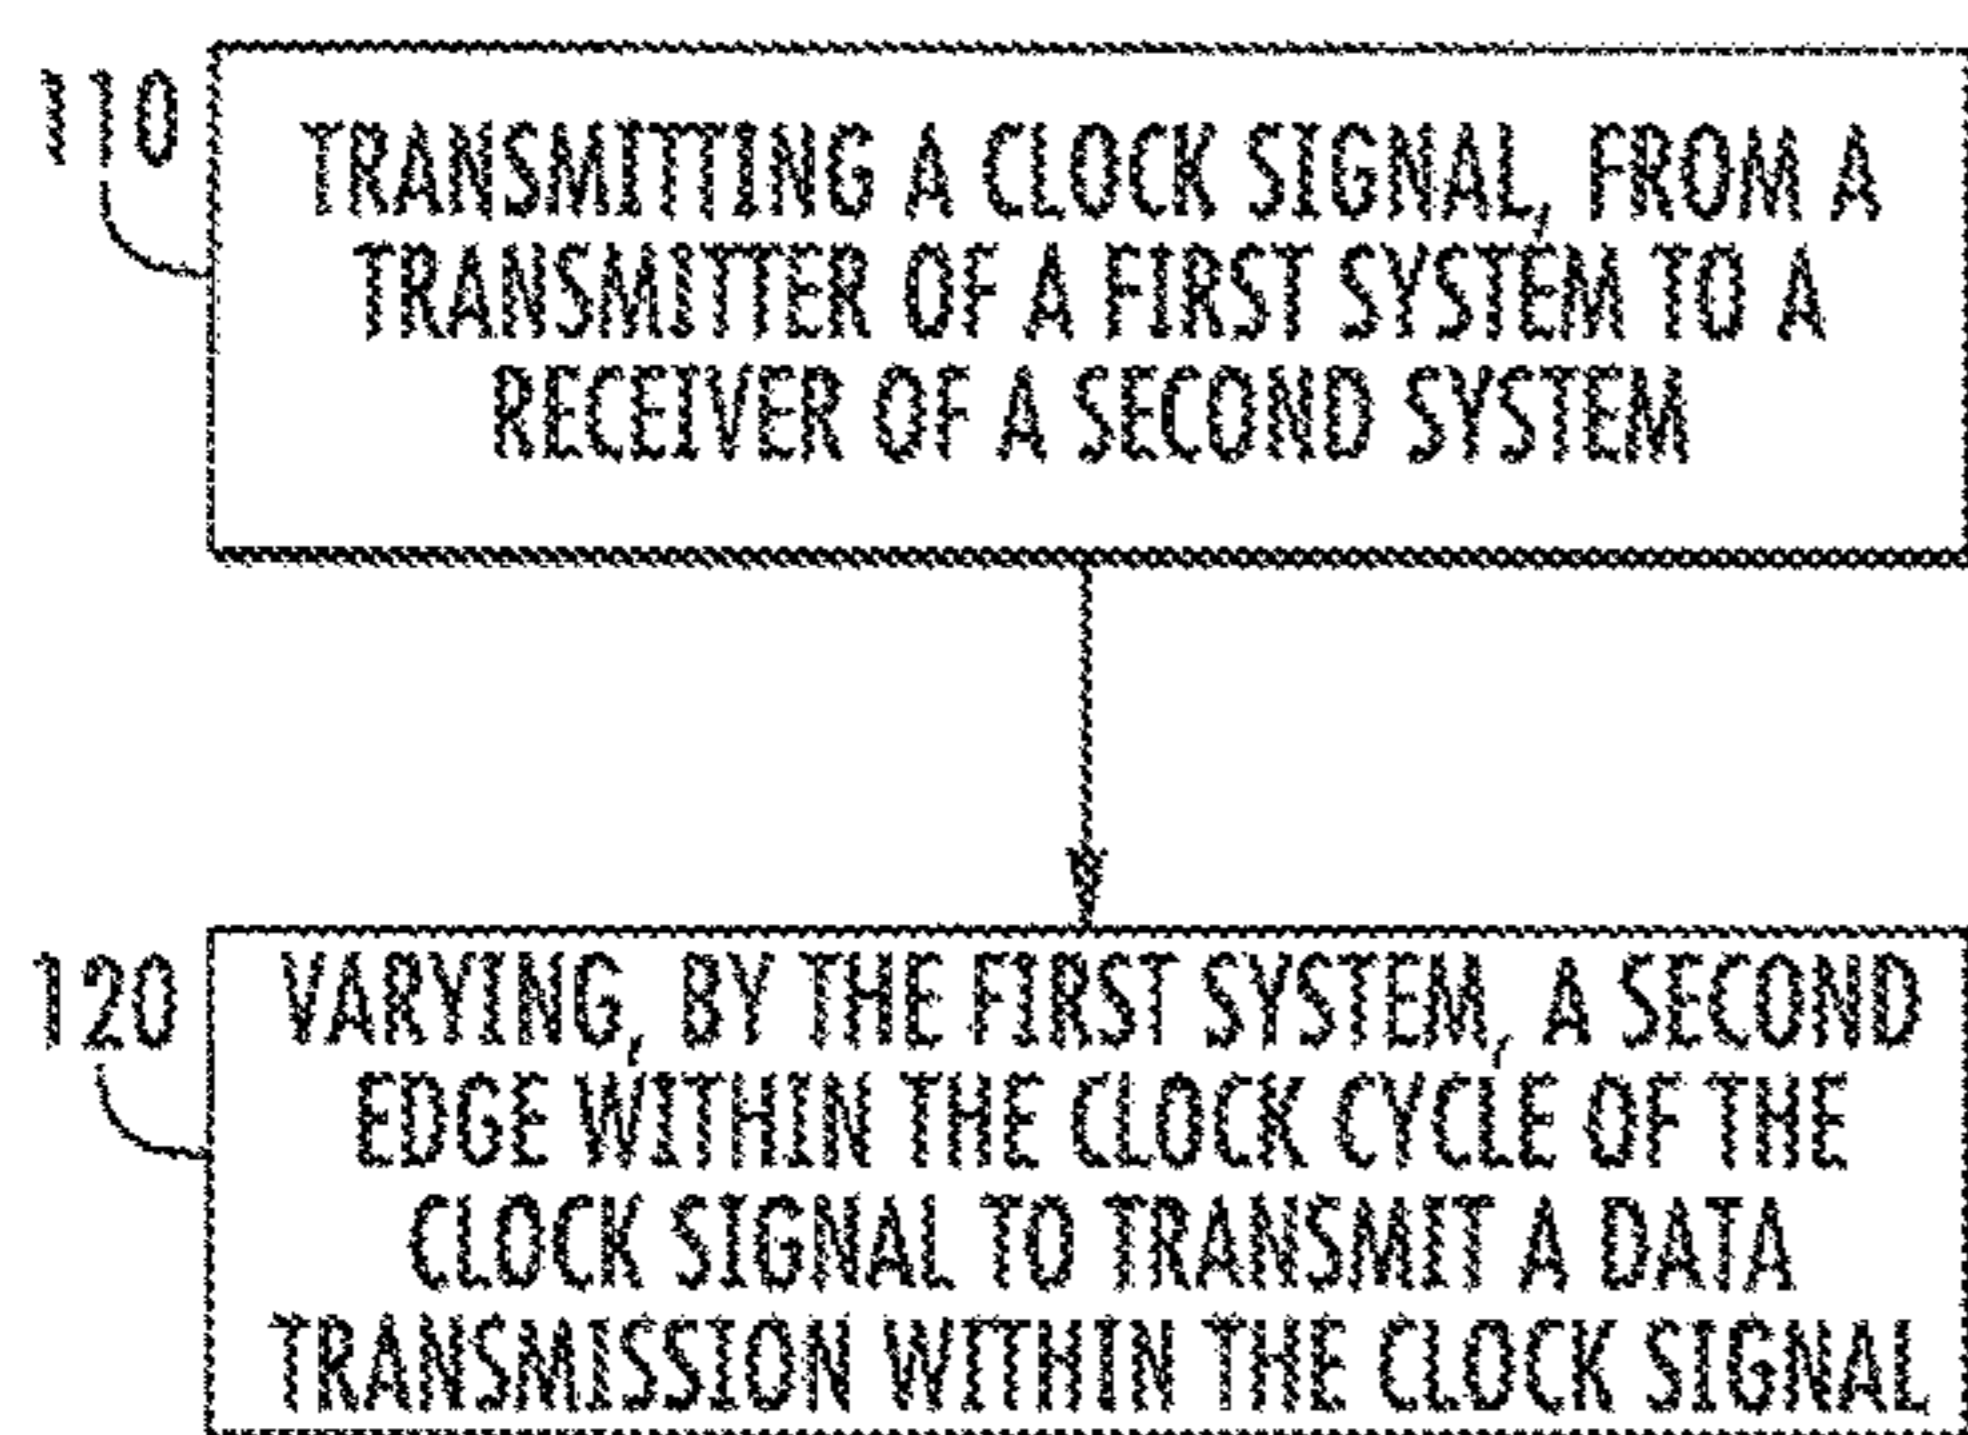 110
TRANSMITTING A CLOCK SIGNAL, FROM A
TRANSMITTER OF A FIRST SYSTEM TO A
RECEIVER OF A SECOND SYSTEM
120
VARYING, BY THE FIRST SYSTEM, A SECOND
EDGE WITHIN THE CLOCK CYCLE OF THE
CLOCK SIGNAL TO TRANSMIT A DATA
TRANSMISSION WITHIN THE CLOCK SIGNAL